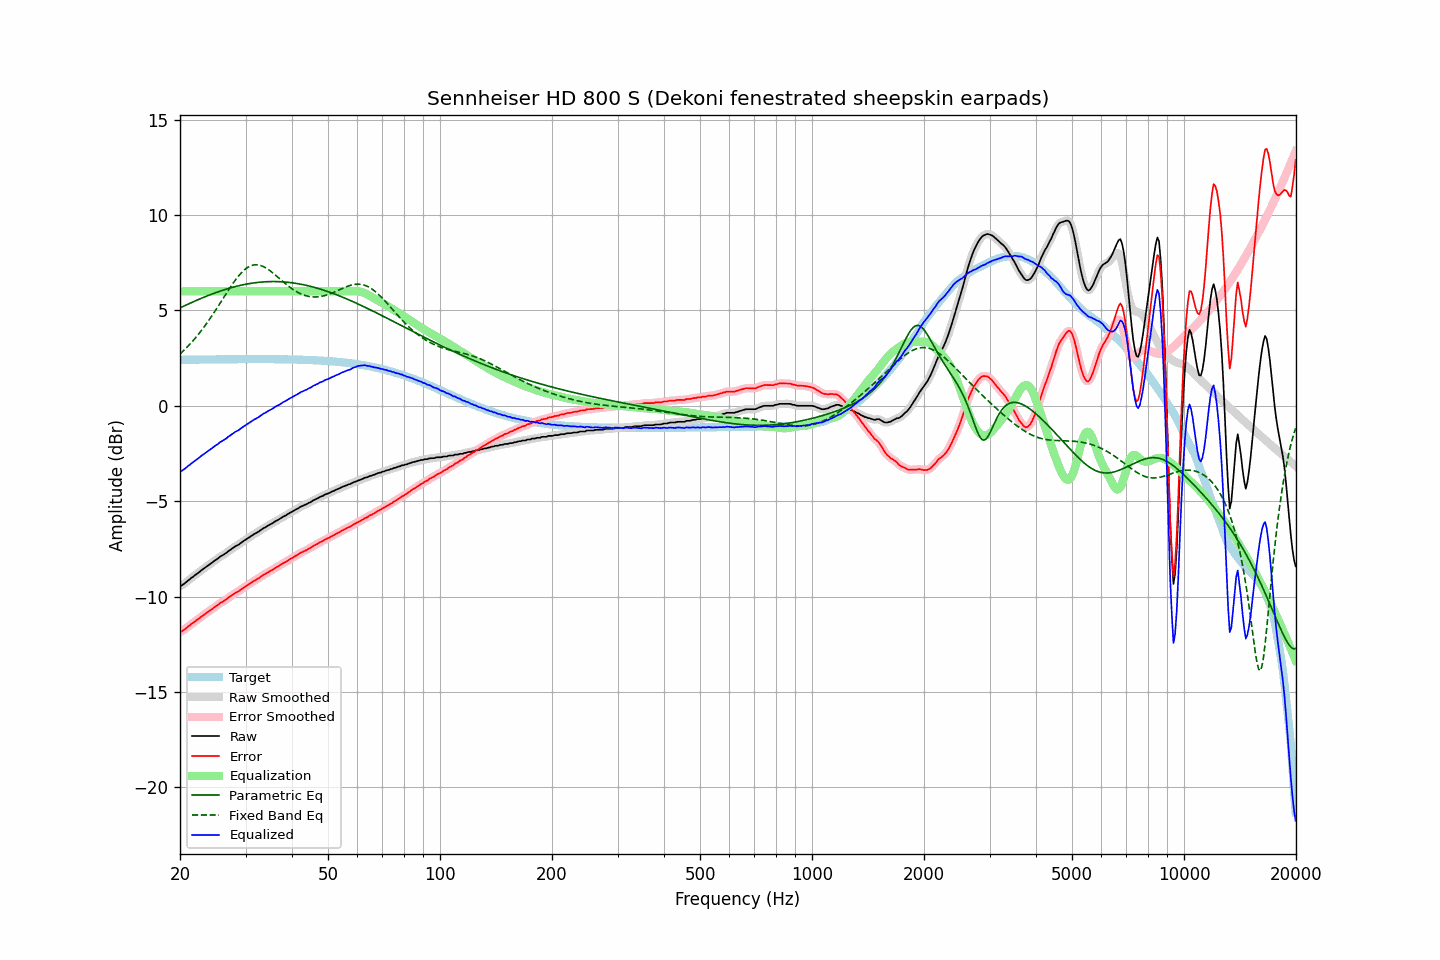 Sennheiser HD 800 S (Dekoni fenestrated sheepskin earpads)
15
10
5
0
−5
−10
−15
−20
Amplitude (dBr)
Target
Raw Smoothed
Error Smoothed
Raw
Error
Equalization
Parametric Eq
Fixed Band Eq
Equalized
20 50 100 200 500 1000 2000 5000 10000 20000
Frequency (Hz)